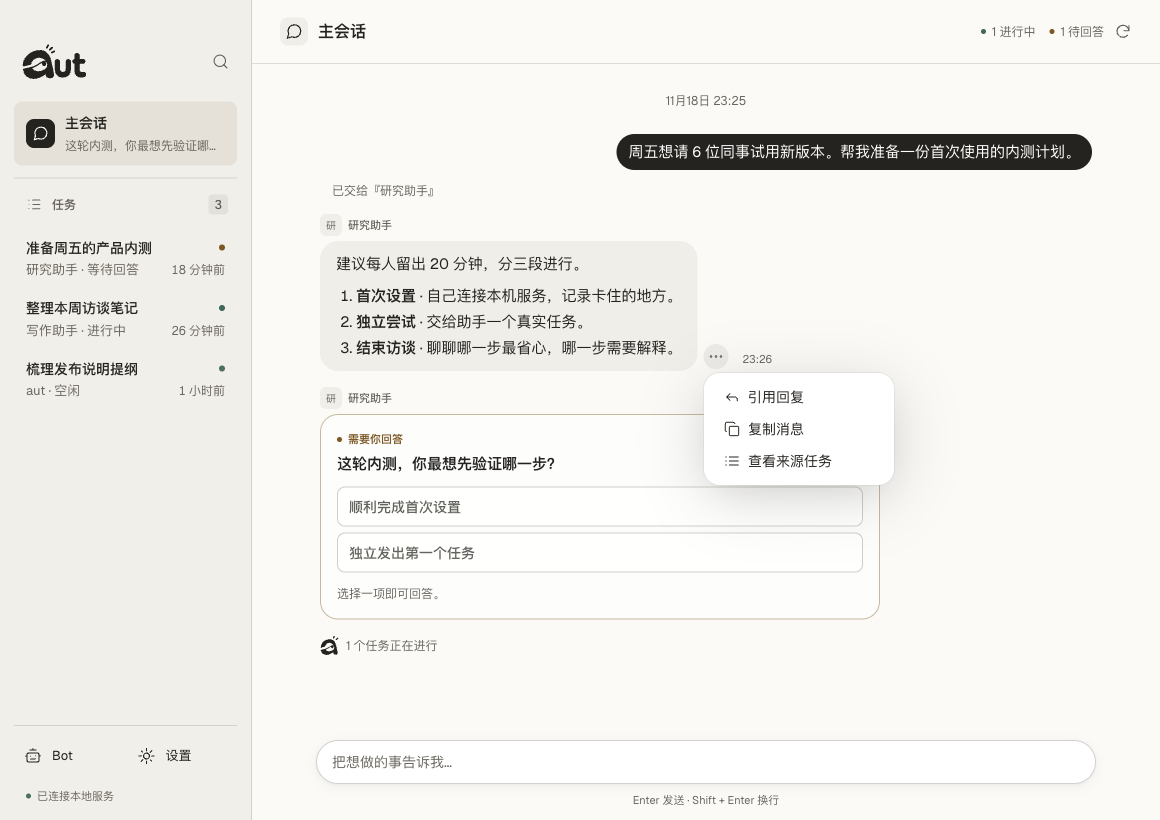 aut
主会话
这轮内测，你最想先验证哪...
任务
3
准备周五的产品内测
研究助手 · 等待回答
18 分钟前
整理本周访谈笔记
写作助手 · 进行中
26 分钟前
梳理发布说明提纲
aut · 空闲
1 小时前
Bot
设置
已连接本地服务
主会话
1 进行中
1 待回答
11月18日 23:25
周五想请 6 位同事试用新版本。帮我准备一份首次使用的内测计划。
已交给『研究助手』
研
研究助手
建议每人留出 20 分钟，分三段进行。
1. 首次设置 · 自己连接本机服务，记录卡住的地方。
2. 独立尝试 · 交给助手一个真实任务。
3. 结束访谈 · 聊聊哪一步最省心，哪一步需要解释。
23:26
引用回复
复制消息
查看来源任务
研
研究助手
需要你回答
这轮内测，你最想先验证哪一步？
顺利完成首次设置
独立发出第一个任务
选择一项即可回答。
1 个任务正在进行
把想做的事告诉我...
Enter 发送 · Shift + Enter 换行